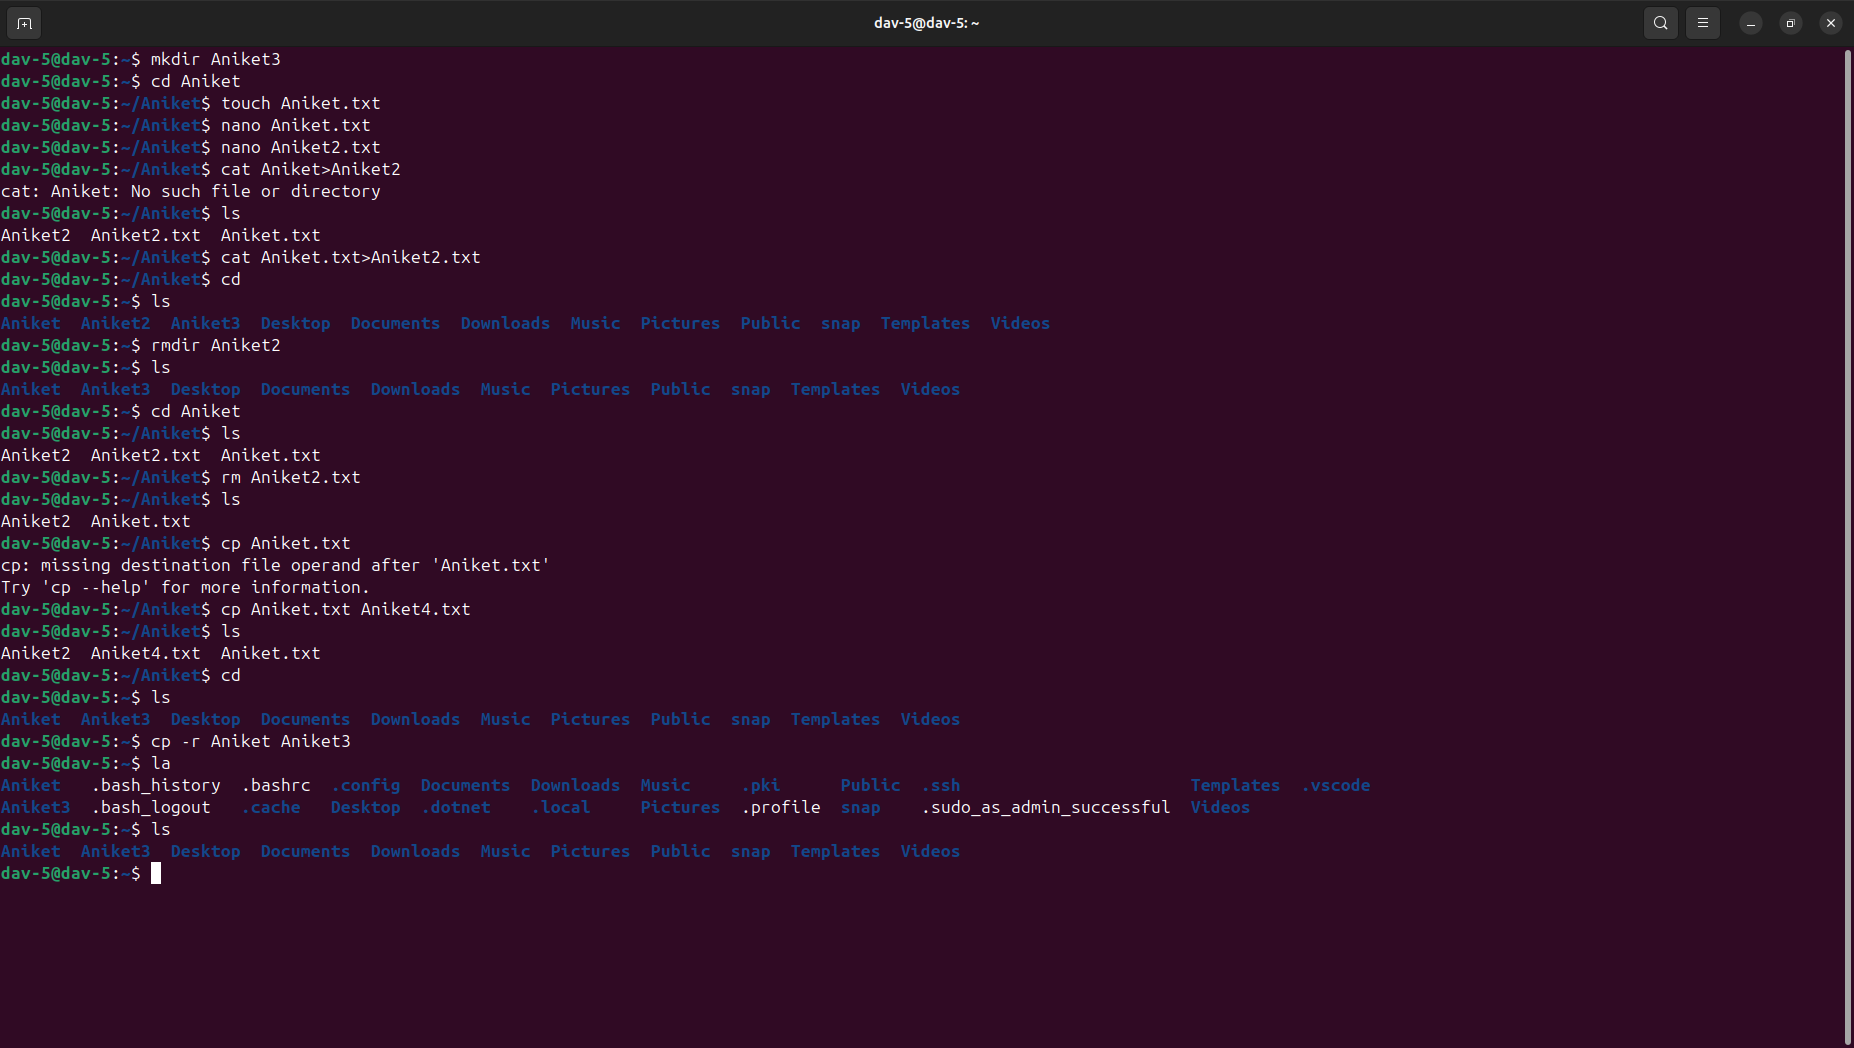 dav-5@dav-5: ~
dav-5@dav-5:~$ mkdir Aniket3
dav-5@dav-5:~$ cd Aniket
dav-5@dav-5:~/Aniket$ touch Aniket.txt
dav-5@dav-5:~/Aniket$ nano Aniket.txt
dav-5@dav-5:~/Aniket$ nano Aniket2.txt
dav-5@dav-5:~/Aniket$ cat Aniket>Aniket2
cat: Aniket: No such file or directory
dav-5@dav-5:~/Aniket$ ls
Aniket2  Aniket2.txt  Aniket.txt
dav-5@dav-5:~/Aniket$ cat Aniket.txt>Aniket2.txt
dav-5@dav-5:~/Aniket$ cd
dav-5@dav-5:~$ ls
Aniket  Aniket2  Aniket3  Desktop  Documents  Downloads  Music  Pictures  Public  snap  Templates  Videos
dav-5@dav-5:~$ rmdir Aniket2
dav-5@dav-5:~$ ls
Aniket  Aniket3  Desktop  Documents  Downloads  Music  Pictures  Public  snap  Templates  Videos
dav-5@dav-5:~$ cd Aniket
dav-5@dav-5:~/Aniket$ ls
Aniket2  Aniket2.txt  Aniket.txt
dav-5@dav-5:~/Aniket$ rm Aniket2.txt
dav-5@dav-5:~/Aniket$ ls
Aniket2  Aniket.txt
dav-5@dav-5:~/Aniket$ cp Aniket.txt
cp: missing destination file operand after 'Aniket.txt'
Try 'cp --help' for more information.
dav-5@dav-5:~/Aniket$ cp Aniket.txt Aniket4.txt
dav-5@dav-5:~/Aniket$ ls
Aniket2  Aniket4.txt  Aniket.txt
dav-5@dav-5:~/Aniket$ cd
dav-5@dav-5:~$ ls
Aniket  Aniket3  Desktop  Documents  Downloads  Music  Pictures  Public  snap  Templates  Videos
dav-5@dav-5:~$ cp -r Aniket Aniket3
dav-5@dav-5:~$ la
Aniket   .bash_history  .bashrc  .config  Documents  Downloads  Music     .pki      Public  .ssh                       Templates  .vscode
Aniket3  .bash_logout   .cache   Desktop  .dotnet    .local     Pictures  .profile  snap    .sudo_as_admin_successful  Videos
dav-5@dav-5:~$ ls
Aniket  Aniket3  Desktop  Documents  Downloads  Music  Pictures  Public  snap  Templates  Videos
dav-5@dav-5:~$